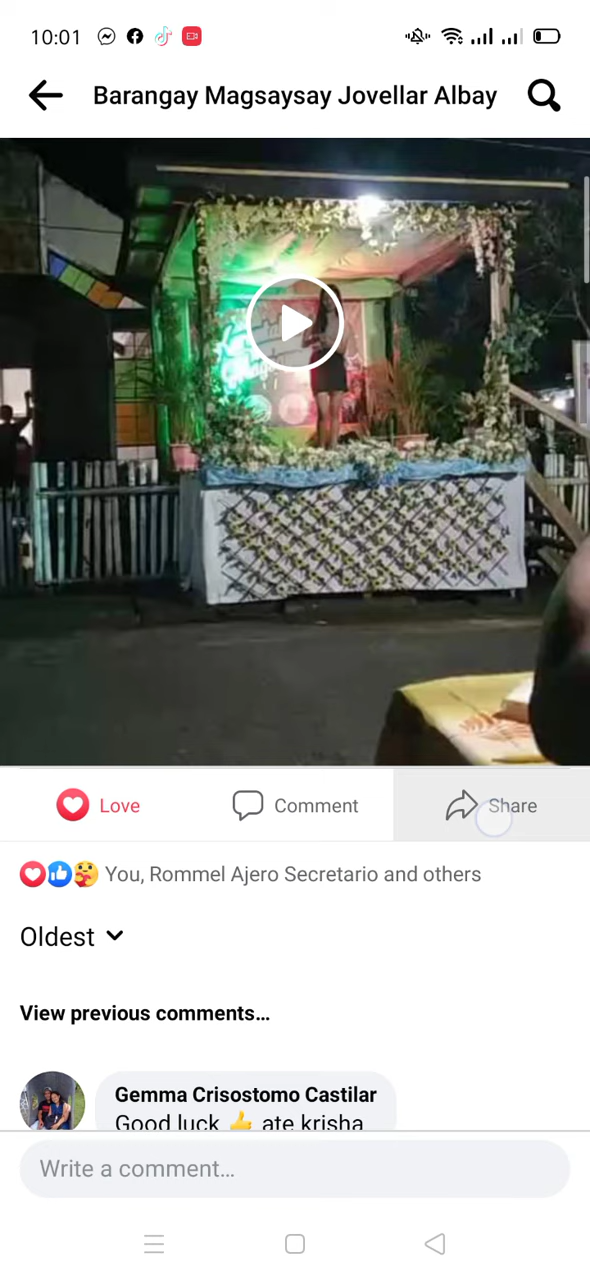 10:01
Barangay Magsaysay Jovellar Albay
Love
Comment
Share
You, Rommel Ajero Secretario and others
Oldest
View previous comments...
Gemma Crisostomo Castilar
Good luck 👍 ate krisha
Write a comment...